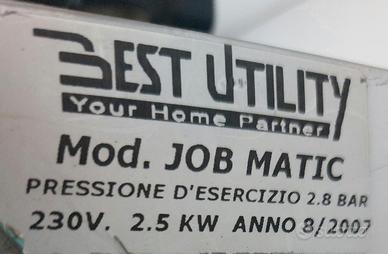 BEST UTILITY
Your Home Partner
Mod. JOB MATIC
PRESSIONE D'ESERCIZIO 2.8 BAR
230V. 2.5 KW ANNO 8/2007